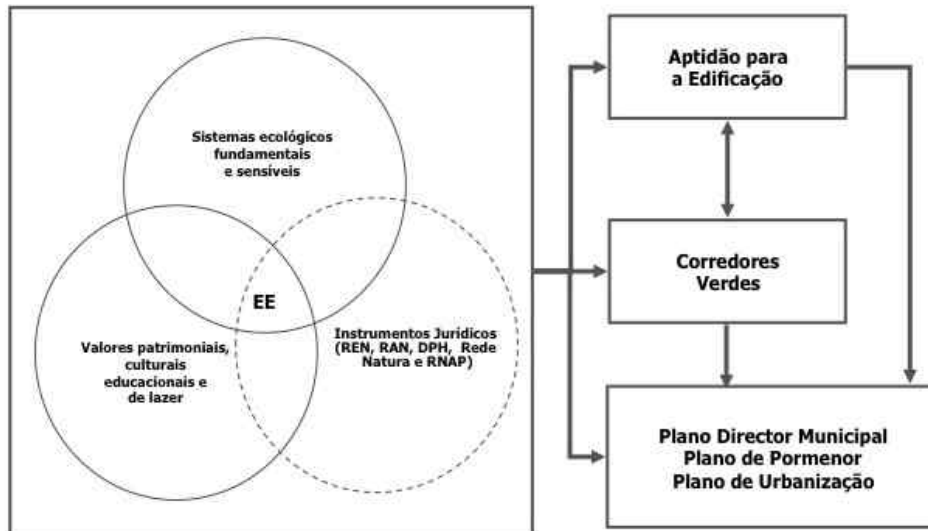 Sistemas ecológicos
fundamentais
e sensíveis
EE
Valores patrimoniais,
culturais
educacionais e
de lazer
Instrumentos Jurídicos
(REN, RAN, DPH, Rede
Natura e RNAP)
Aptidão para
a Edificação
Corredores
Verdes
Plano Director Municipal
Plano de Pormenor
Plano de Urbanização